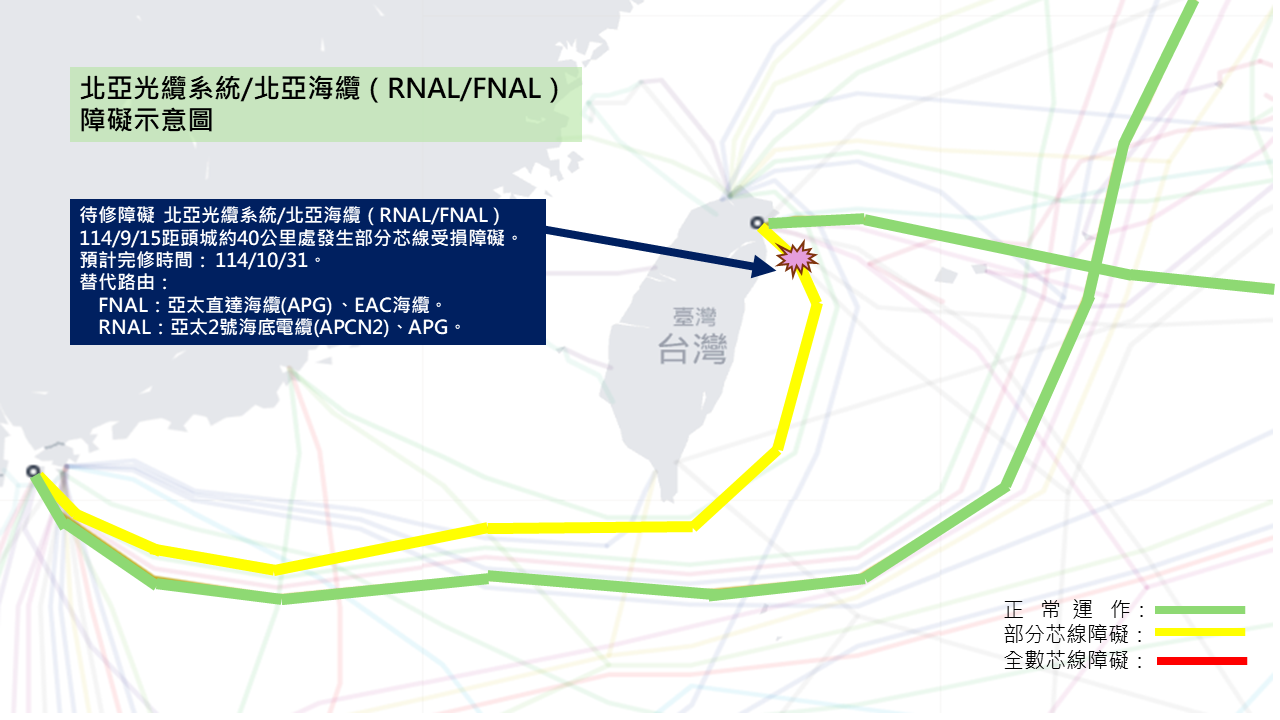 北亞光纜系統/北亞海纜（RNAL/FNAL）
障礙示意圖
待修障礙 北亞光纜系統/北亞海纜（RNAL/FNAL）
114/9/15距頭城約40公里處發生部分芯線受損障礙。
預計完修時間：114/10/31。
替代路由：
FNAL：亞太直達海纜(APG)、EAC海纜。
RNAL：亞太2號海底電纜(APCN2)、APG。
臺灣
台灣
正常運作：
部分芯線障礙：
全數芯線障礙：